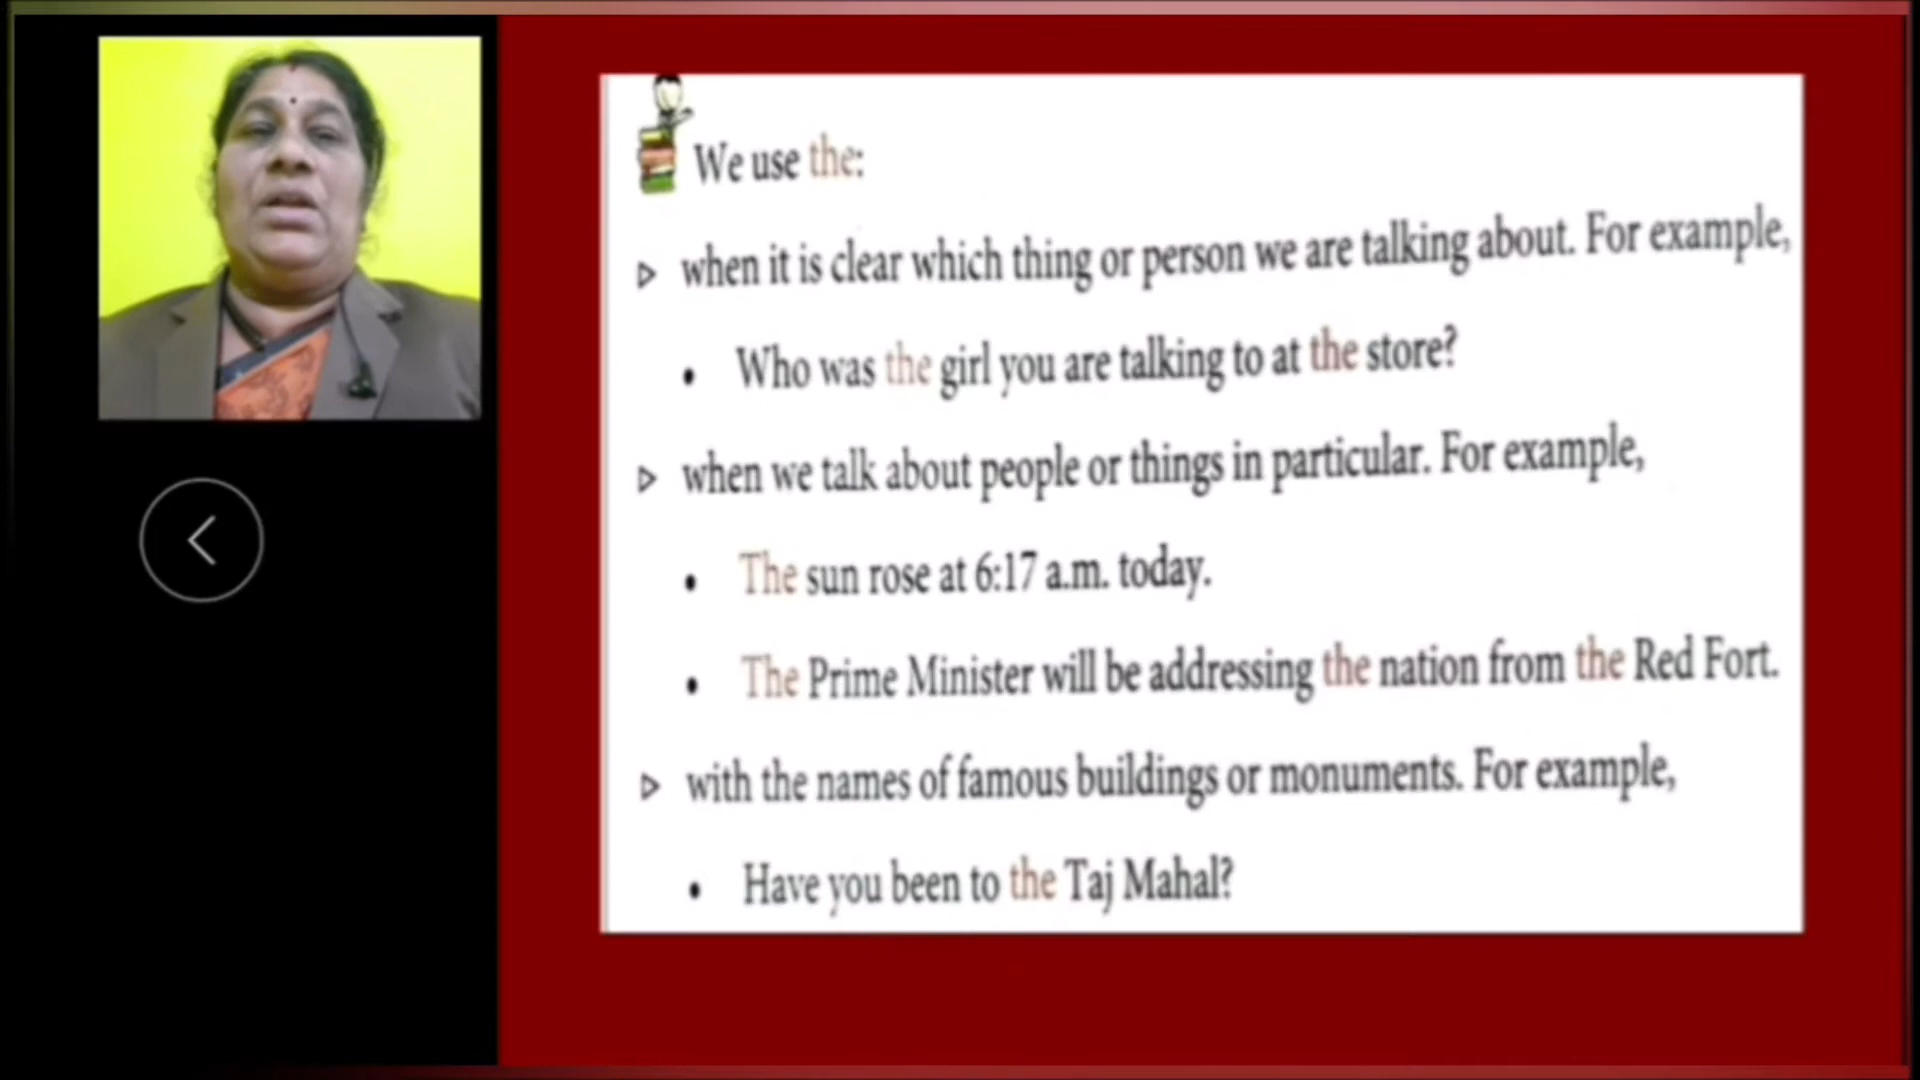 We use the:
▷ when it is clear which thing or person we are talking about. For example,
• Who was the girl you are talking to at the store?
▷ when we talk about people or things in particular. For example,
• The sun rose at 6:17 a.m. today.
• The Prime Minister will be addressing the nation from the Red Fort.
▷ with the names of famous buildings or monuments. For example,
• Have you been to the Taj Mahal?